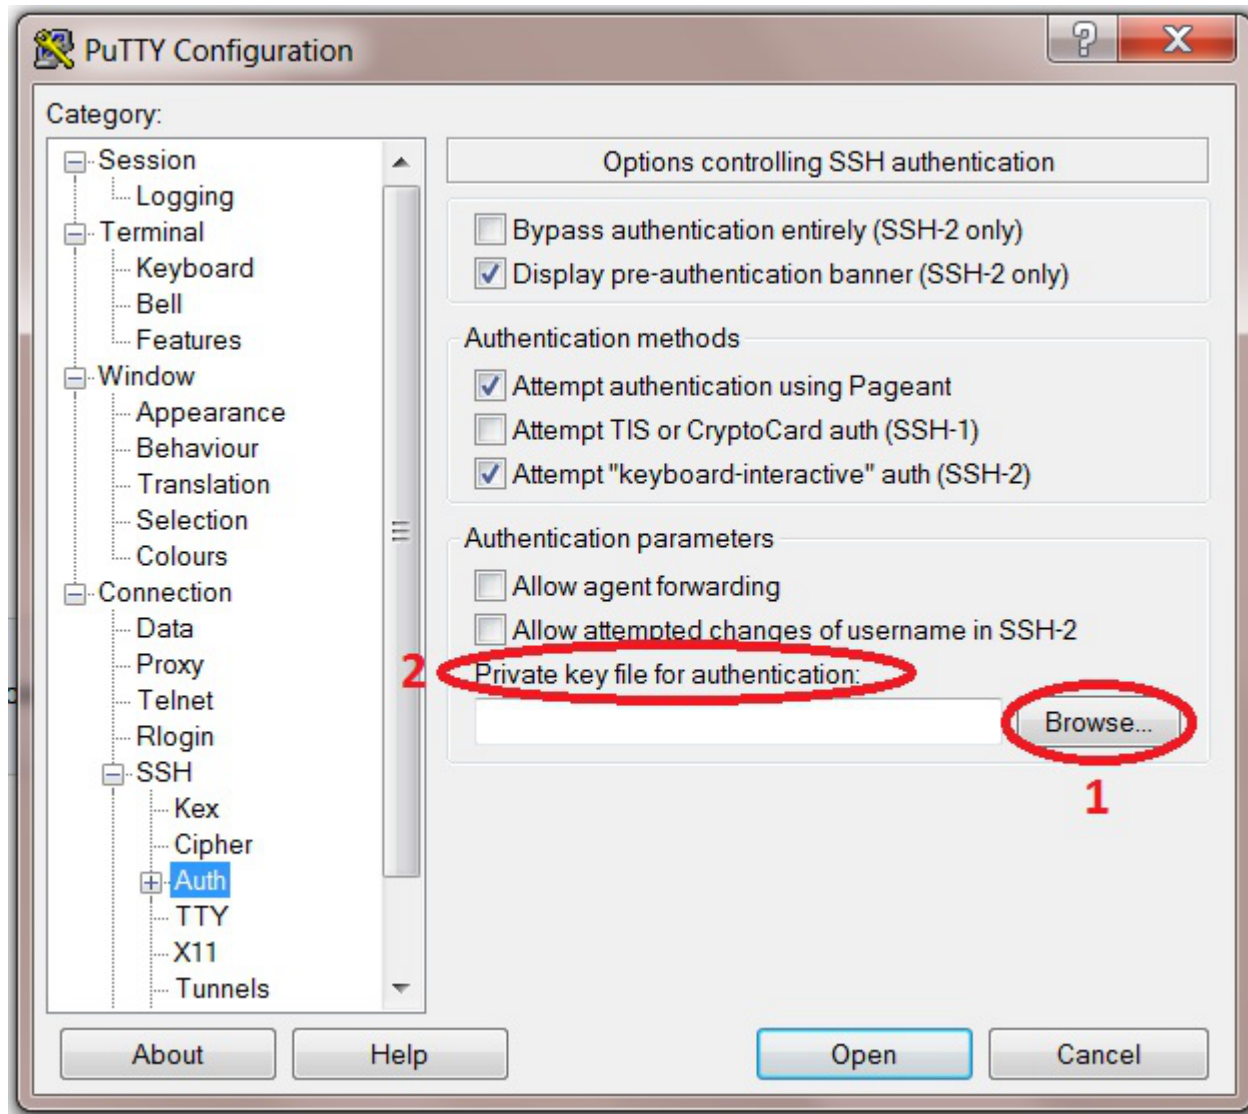 PuTTY Configuration
Category:
Session
Logging
Terminal
Keyboard
Bell
Features
Window
Appearance
Behaviour
Translation
Selection
Colours
Connection
Data
Proxy
Telnet
Rlogin
SSH
Kex
Cipher
Auth
TTY
X11
Tunnels
Options controlling SSH authentication
Bypass authentication entirely (SSH-2 only)
Display pre-authentication banner (SSH-2 only)
Authentication methods
Attempt authentication using Pageant
Attempt TIS or CryptoCard auth (SSH-1)
Attempt "keyboard-interactive" auth (SSH-2)
Authentication parameters
Allow agent forwarding
Allow attempted changes of username in SSH-2
2 Private key file for authentication:
Browse...
1
About Help Open Cancel